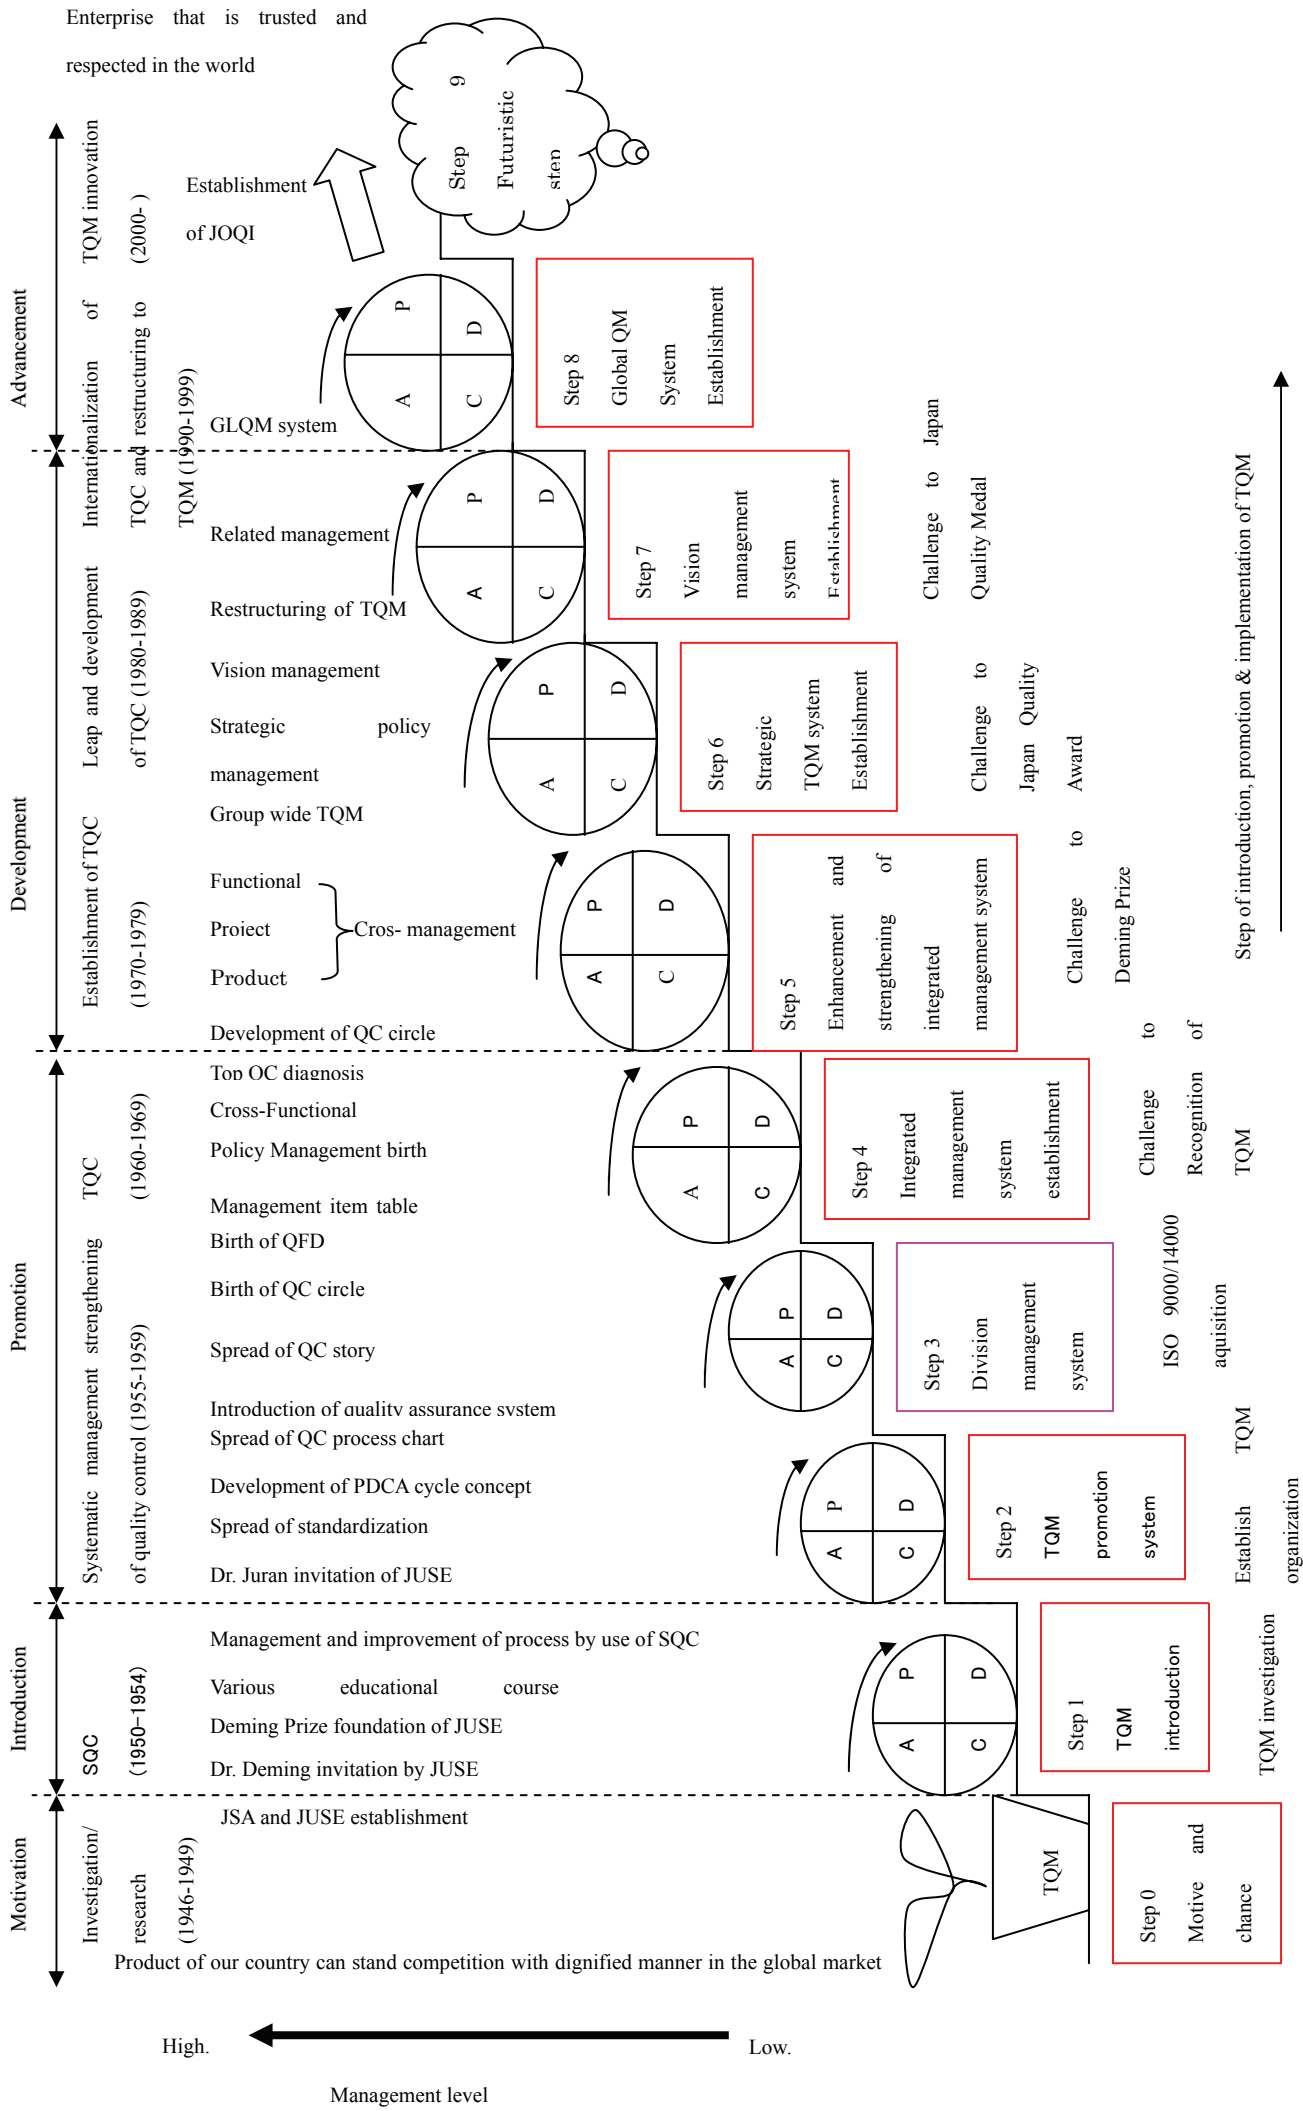 Enterprise that is trusted and
respected in the world
Motivation
Introduction
Promotion
Development
Advancement
Investigation/
research
(1946-1949)
SQC
(1950-1954)
Systematic management strengthening
of quality control (1955-1959)
TQC
(1960-1969)
Establishment of TQC
(1970-1979)
Leap and development
of TQC (1980-1989)
Internationalization of
TQC and restructuring to
TQM (1990-1999)
TQM innovation
(2000- )
Establishment
of JOQI
GLQM system
Related management
Restructuring of TQM
Vision management
Strategic policy
management
Group wide TQM
Functional
Project
Product
Cros- management
Development of QC circle
Top QC diagnosis
Cross-Functional
Policy Management birth
Management item table
Birth of QFD
Birth of QC circle
Spread of QC story
Introduction of quality assurance system
Spread of QC process chart
Development of PDCA cycle concept
Spread of standardization
Dr. Juran invitation of JUSE
Management and improvement of process by use of SQC
Various educational course
Deming Prize foundation of JUSE
Dr. Deming invitation by JUSE
JSA and JUSE establishment
Product of our country can stand competition with dignified manner in the global market
Step 9
Futuristic
step
A P
C D
A P
C D
A P
C D
A P
C D
A P
C D
A P
C D
A P
C D
A P
C D
TQM
Step 8
Global QM
System
Establishment
Step 7
Vision
management
system
Establishment
Step 6
Strategic
TQM system
Establishment
Step 5
Enhancement and
strengthening of
integrated
management system
Step 4
Integrated
management
system
establishment
Step 3
Division
management
system
Step 2
TQM
promotion
system
Step 1
TQM
introduction
Step 0
Motive and
chance
Challenge to Japan
Quality Medal
Challenge to
Japan Quality
Award
Challenge to
Deming Prize
Challenge to
Recognition of
TQM
ISO 9000/14000
aquisition
Establish TQM
organization
TQM investigation
Step of introduction, promotion & implementation of TQM
High.
Low.
Management level